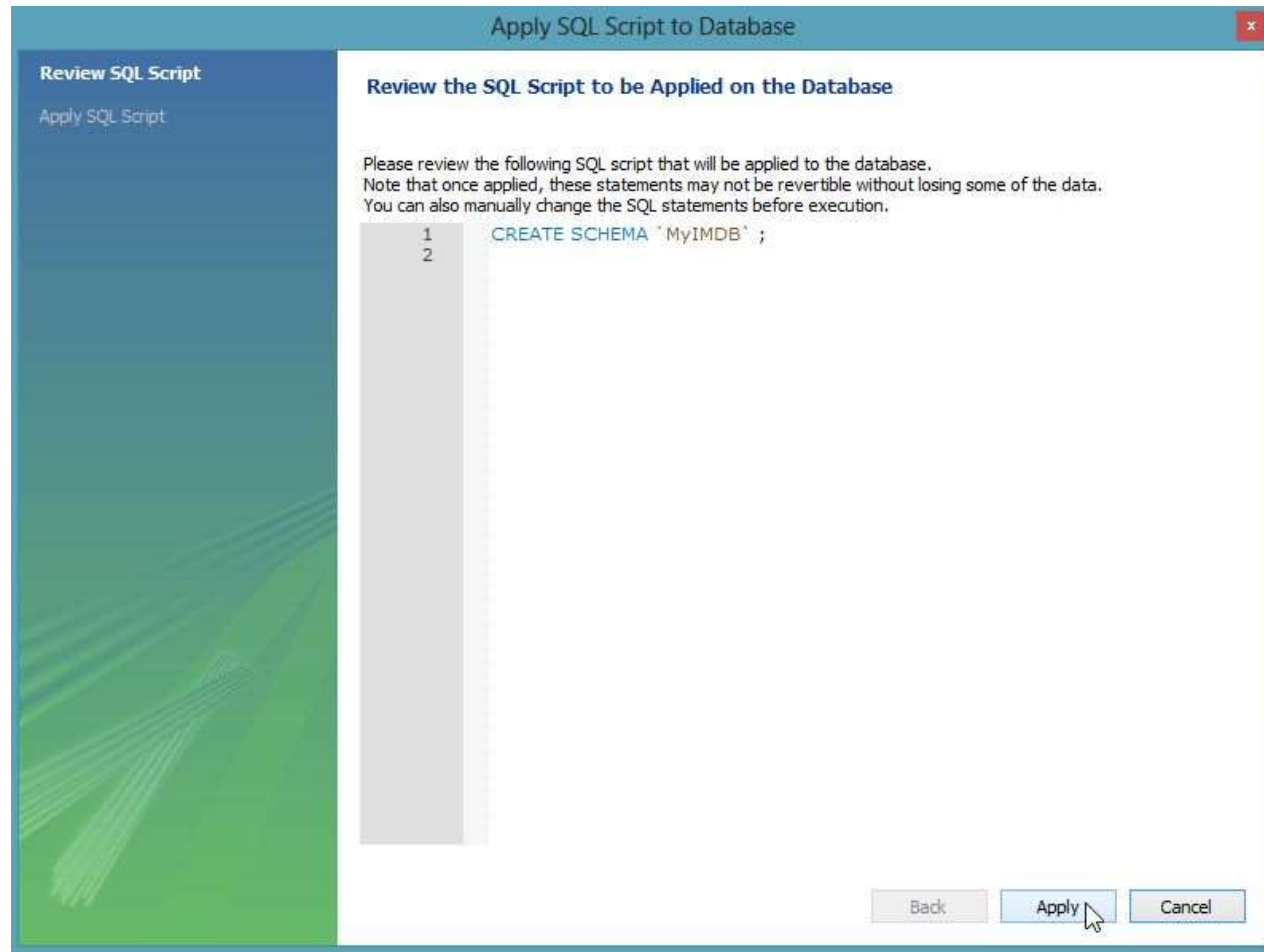 Apply SQL Script to Database
x
Review SQL Script
Apply SQL Script
Review the SQL Script to be Applied on the Database
Please review the following SQL script that will be applied to the database.
Note that once applied, these statements may not be revertible without losing some of the data.
You can also manually change the SQL statements before execution.
1 CREATE SCHEMA `MyIMDB` ;
2
Back Apply Cancel